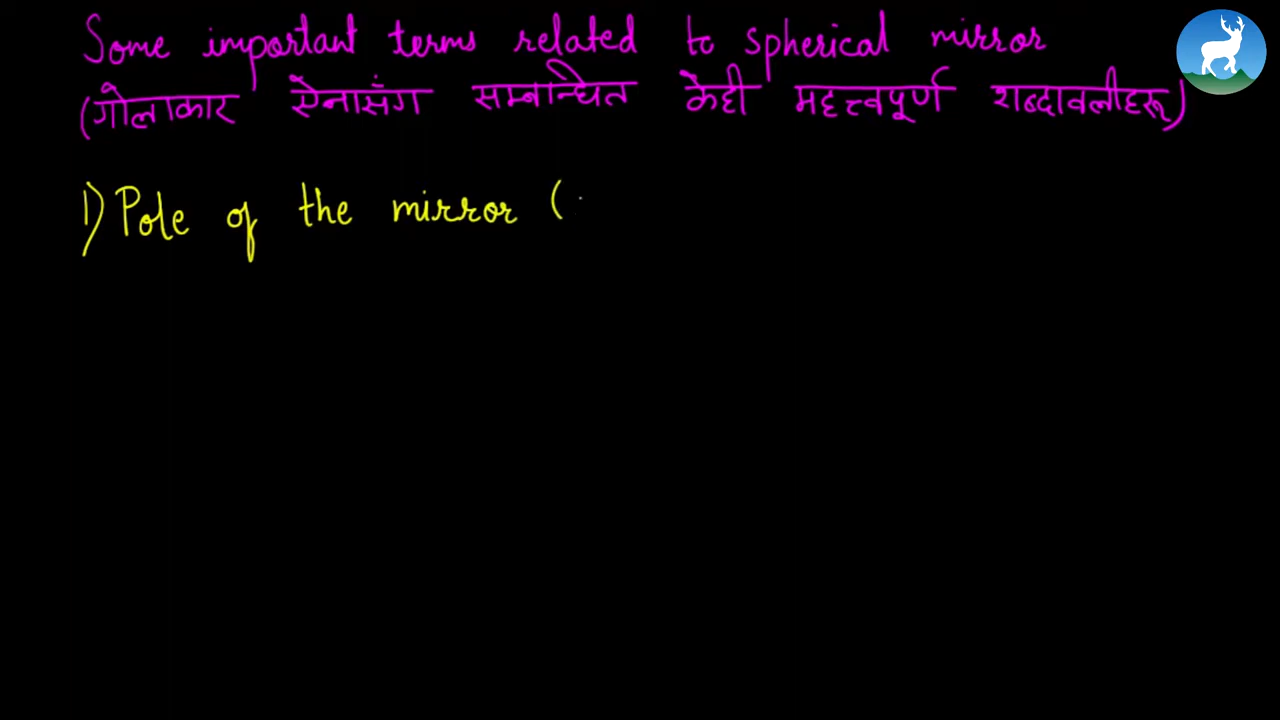 Some important terms related to spherical mirror
(गोलाकार ऐनासंग सम्बन्धित केही महत्त्वपूर्ण शब्दावलीहरू)
1) Pole of the mirror (